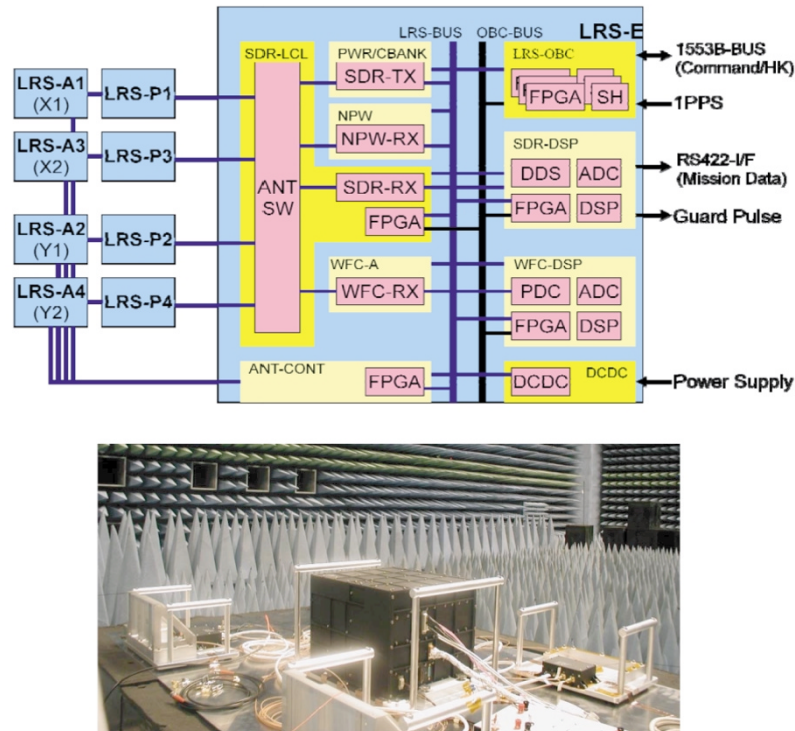 LRS-BUS OBC-BUS LRS-E
SDR-LCL
PWR/CBANK
SDR-TX
LRS-OBC
FPGA SH
1553B-BUS
(Command/HK)
1PPS
LRS-A1
(X1)
LRS-P1
NPW
NPW-RX
LRS-A3
(X2)
LRS-P3
ANT
SW
SDR-RX
FPGA
SDR-DSP
DDS ADC
FPGA DSP
RS422-I/F
(Mission Data)
Guard Pulse
LRS-A2
(Y1)
LRS-P2
WFC-A
WFC-RX
WFC-DSP
PDC ADC
FPGA DSP
LRS-A4
(Y2)
LRS-P4
ANT-CONT
FPGA
DCDC DCDC
Power Supply